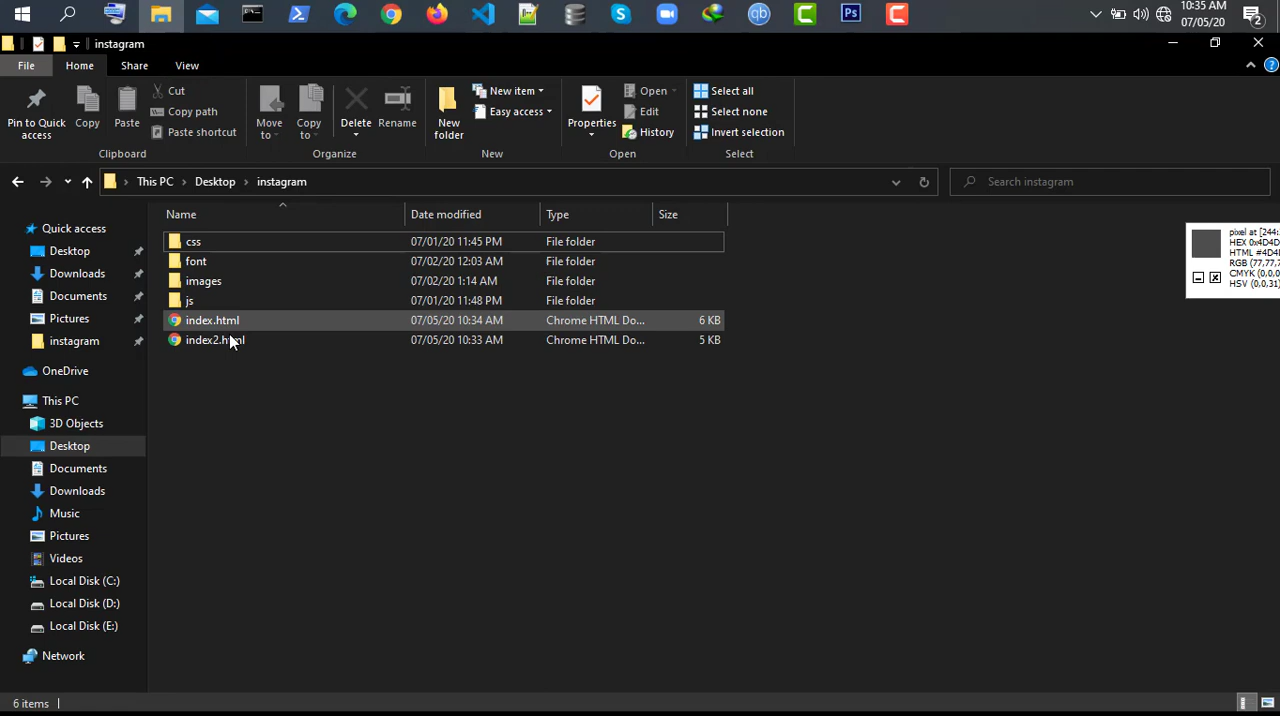 10:35 AM
07/05/20
2
instagram
File Home Share View
Pin to Quick access
Copy
Paste
Cut
Copy path
Paste shortcut
Move to
Copy to
Delete
Rename
New folder
New item
Easy access
Properties
Open
Edit
History
Select all
Select none
Invert selection
Clipboard Organize New Open Select
This PC Desktop instagram
Search instagram
Name Date modified Type Size
css 07/01/20 11:45 PM File folder
font 07/02/20 12:03 AM File folder
images 07/02/20 1:14 AM File folder
js 07/01/20 11:48 PM File folder
index.html 07/05/20 10:34 AM Chrome HTML Do... 6 KB
index2.html 07/05/20 10:33 AM Chrome HTML Do... 5 KB
Quick access
Desktop
Downloads
Documents
Pictures
instagram
OneDrive
This PC
3D Objects
Desktop
Documents
Downloads
Music
Pictures
Videos
Local Disk (C:)
Local Disk (D:)
Local Disk (E:)
Network
pixel at [244:
HEX 0x4D4D
HTML #4D4
RGB (77,77,7
CMYK (0,0,0
HSV (0,0,31)
6 items